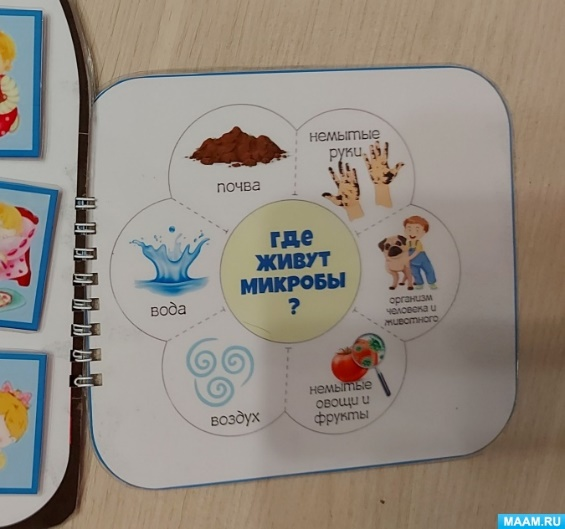 немытые
руки
почва
где
живут
микробы
?
организм
человека и
животного
вода
немытые
овощи и
фрукты
воздух
MAAM.RU